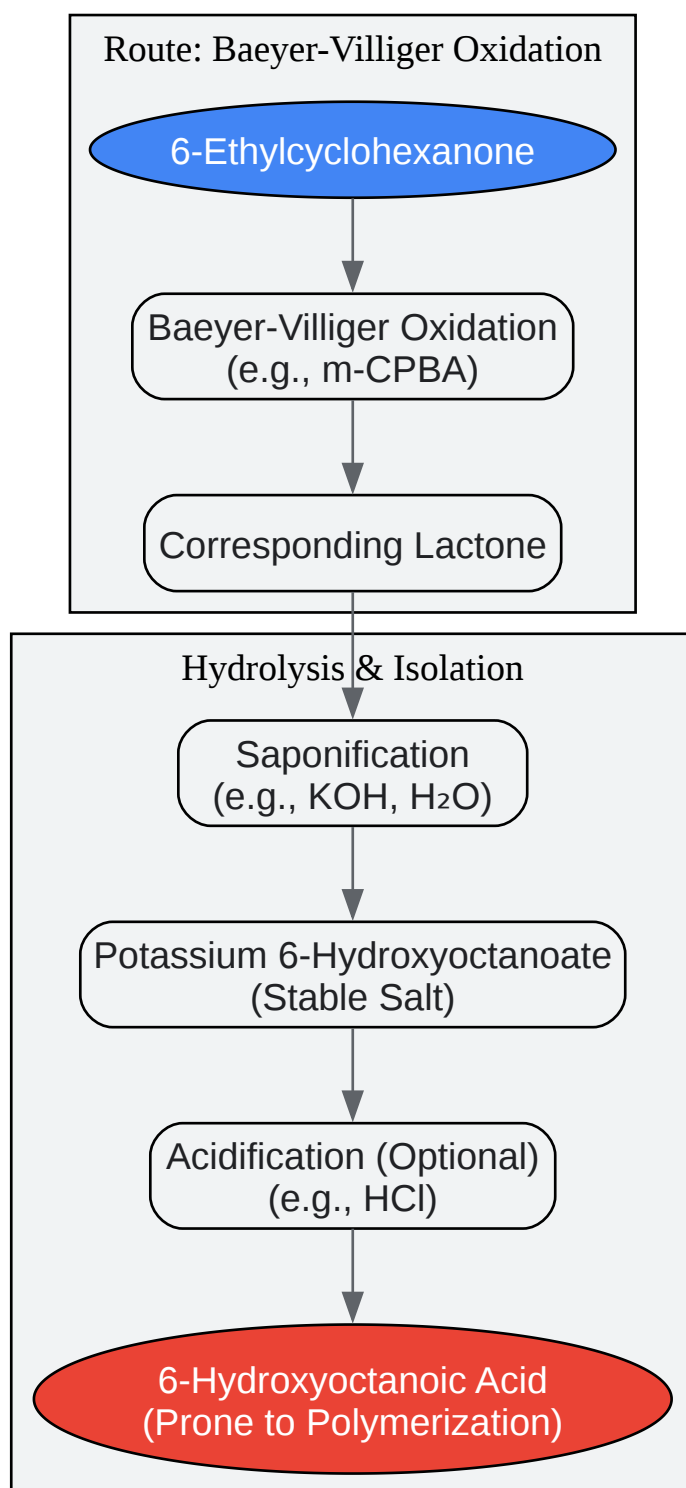 Route: Baeyer-Villiger Oxidation
6-Ethylcyclohexanone
Baeyer-Villiger Oxidation
(e.g., m-CPBA)
Corresponding Lactone
Hydrolysis & Isolation
Saponification
(e.g., KOH, H₂O)
Potassium 6-Hydroxyoctanoate
(Stable Salt)
Acidification (Optional)
(e.g., HCl)
6-Hydroxyoctanoic Acid
(Prone to Polymerization)